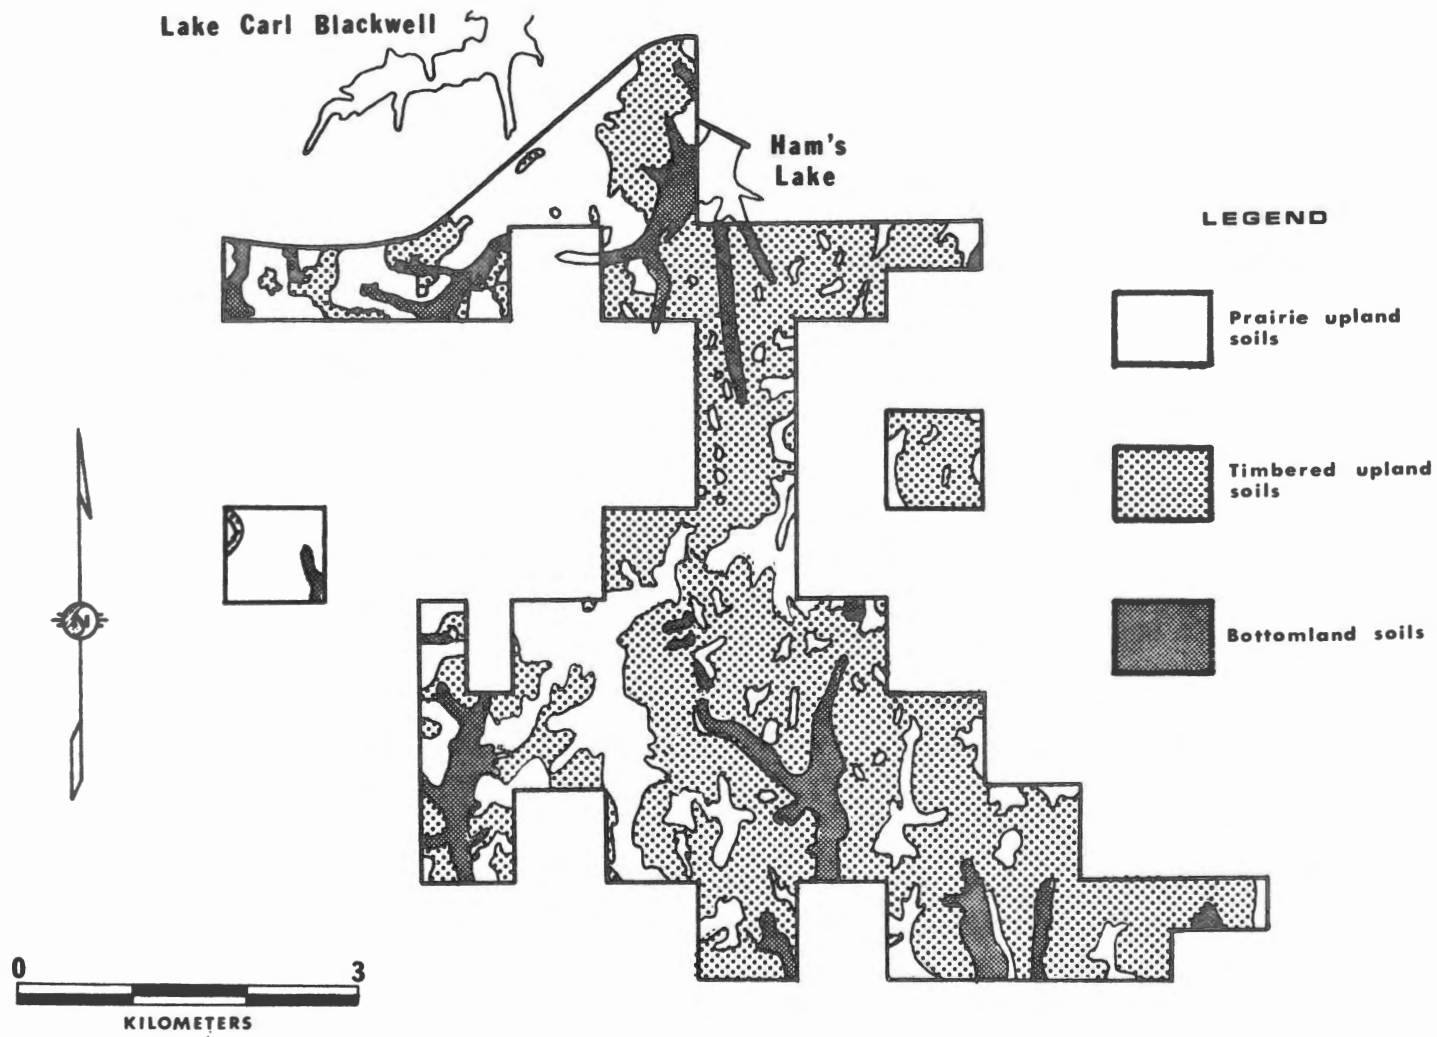 Lake Carl Blackwell
Ham's
Lake
LEGEND
Prairie upland
soils
Timbered upland
soils
Bottomland soils
N
0 3
KILOMETERS